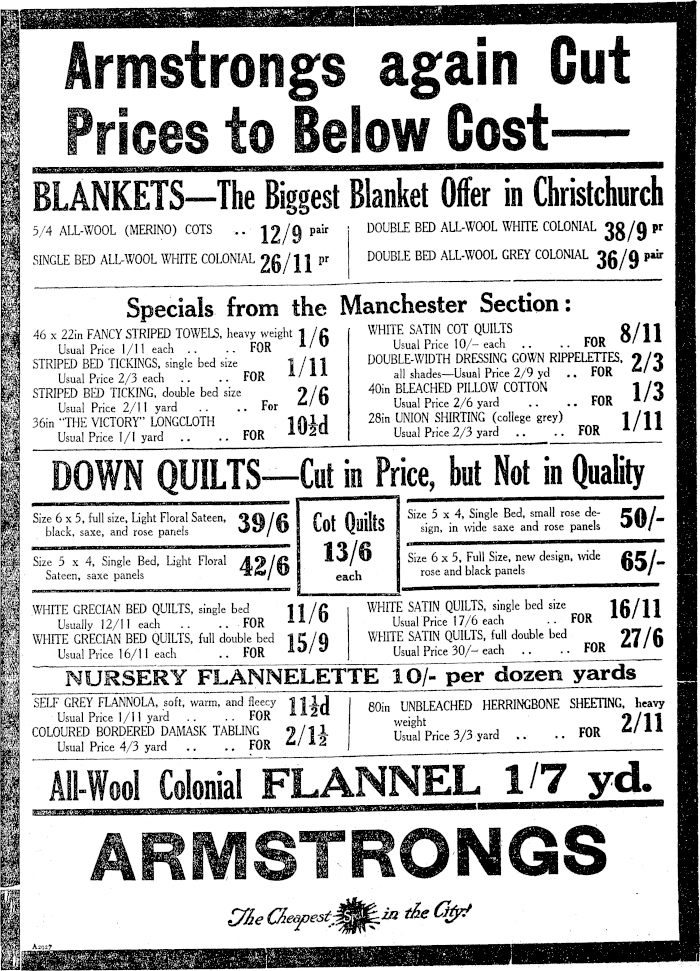 Armstrongs again Cut
Prices to Below Cost—
BLANKETS—The Biggest Blanket Offer in Christchurch
5/4 ALL-WOOL (MERINO) COTS .. 12/9 pair
SINGLE BED ALL-WOOL WHITE COLONIAL 26/11 pr
DOUBLE BED ALL-WOOL WHITE COLONIAL 38/9 pr
DOUBLE BED ALL-WOOL GREY COLONIAL 36/9 pair
Specials from the Manchester Section:
46 x 22in FANCY STRIPED TOWELS, heavy weight 1/6
Usual Price 1/11 each .. .. FOR
STRIPED BED TICKINGS, single bed size 1/11
Usual Price 2/3 each .. .. FOR
STRIPED BED TICKING, double bed size 2/6
Usual Price 2/11 yard .. .. For
36in "THE VICTORY" LONGCLOTH 10½d
Usual Price 1/1 yard .. .. FOR
WHITE SATIN COT QUILTS 8/11
Usual Price 10/- each .. .. FOR
DOUBLE-WIDTH DRESSING GOWN RIPPELETTES, 2/3
all shades—Usual Price 2/9 yd .. FOR
40in BLEACHED PILLOW COTTON 1/3
Usual Price 2/6 yard .. .. FOR
28in UNION SHIRTING (college grey) 1/11
Usual Price 2/3 yard .. .. FOR
DOWN QUILTS—Cut in Price, but Not in Quality
Size 6 x 5, full size, Light Floral Sateen, 39/6
black, saxe, and rose panels
Size 5 x 4, Single Bed, Light Floral 42/6
Sateen, saxe panels
Cot Quilts
13/6
each
Size 5 x 4, Single Bed, small rose de- 50/-
sign, in wide saxe and rose panels
Size 6 x 5, Full Size, new design, wide 65/-
rose and black panels
WHITE GRECIAN BED QUILTS, single bed 11/6
Usually 12/11 each .. .. FOR
WHITE GRECIAN BED QUILTS, full double bed 15/9
Usual Price 16/11 each .. FOR
WHITE SATIN QUILTS, single bed size 16/11
Usual Price 17/6 each .. FOR
WHITE SATIN QUILTS, full double bed 27/6
Usual Price 30/- each .. .. FOR
NURSERY FLANNELETTE 10/- per dozen yards
SELF GREY FLANNOLA, soft, warm, and fleecy 11½d
Usual Price 1/11 yard .. .. FOR
COLOURED BORDERED DAMASK TABLING 2/1½
Usual Price 4/3 yard .. .. FOR
80in UNBLEACHED HERRINGBONE SHEETING, heavy
weight 2/11
Usual Price 3/3 yard .. .. FOR
All-Wool Colonial FLANNEL 1/7 yd.
ARMSTRONGS
The Cheapest Spot in the City!
A2027